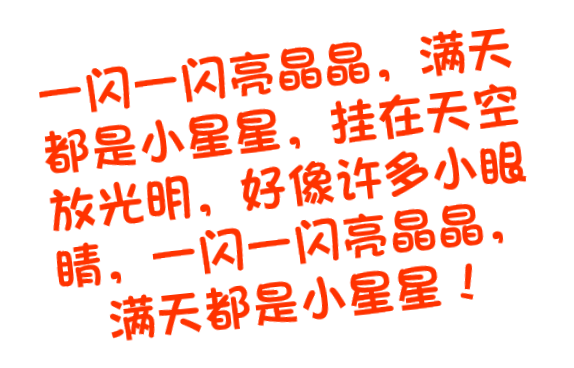 一闪一闪亮晶晶，满天
都是小星星，挂在天空
放光明，好像许多小眼
睛，一闪一闪亮晶晶，
满天都是小星星！